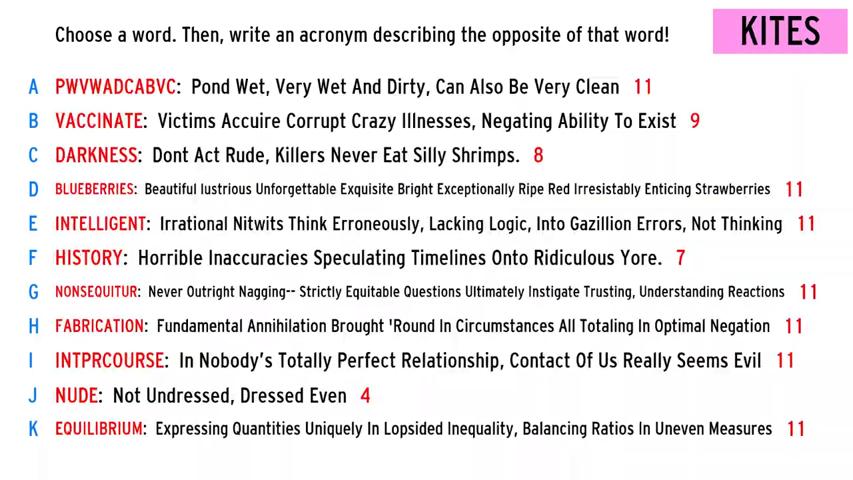 Choose a word. Then, write an acronym describing the opposite of that word!
KITES
A PWVWADCABVC: Pond Wet, Very Wet And Dirty, Can Also Be Very Clean 11
B VACCINATE: Victims Accuire Corrupt Crazy Illnesses, Negating Ability To Exist 9
C DARKNESS: Dont Act Rude, Killers Never Eat Silly Shrimps. 8
D BLUEBERRIES: Beautiful lustrious Unforgettable Exquisite Bright Exceptionally Ripe Red Irresistably Enticing Strawberries 11
E INTELLIGENT: Irrational Nitwits Think Erroneously, Lacking Logic, Into Gazillion Errors, Not Thinking 11
F HISTORY: Horrible Inaccuracies Speculating Timelines Onto Ridiculous Yore. 7
G NONSEQUITUR: Never Outright Nagging-- Strictly Equitable Questions Ultimately Instigate Trusting, Understanding Reactions 11
H FABRICATION: Fundamental Annihilation Brought 'Round In Circumstances All Totaling In Optimal Negation 11
I INTPRCOURSE: In Nobody's Totally Perfect Relationship, Contact Of Us Really Seems Evil 11
J NUDE: Not Undressed, Dressed Even 4
K EQUILIBRIUM: Expressing Quantities Uniquely In Lopsided Inequality, Balancing Ratios In Uneven Measures 11